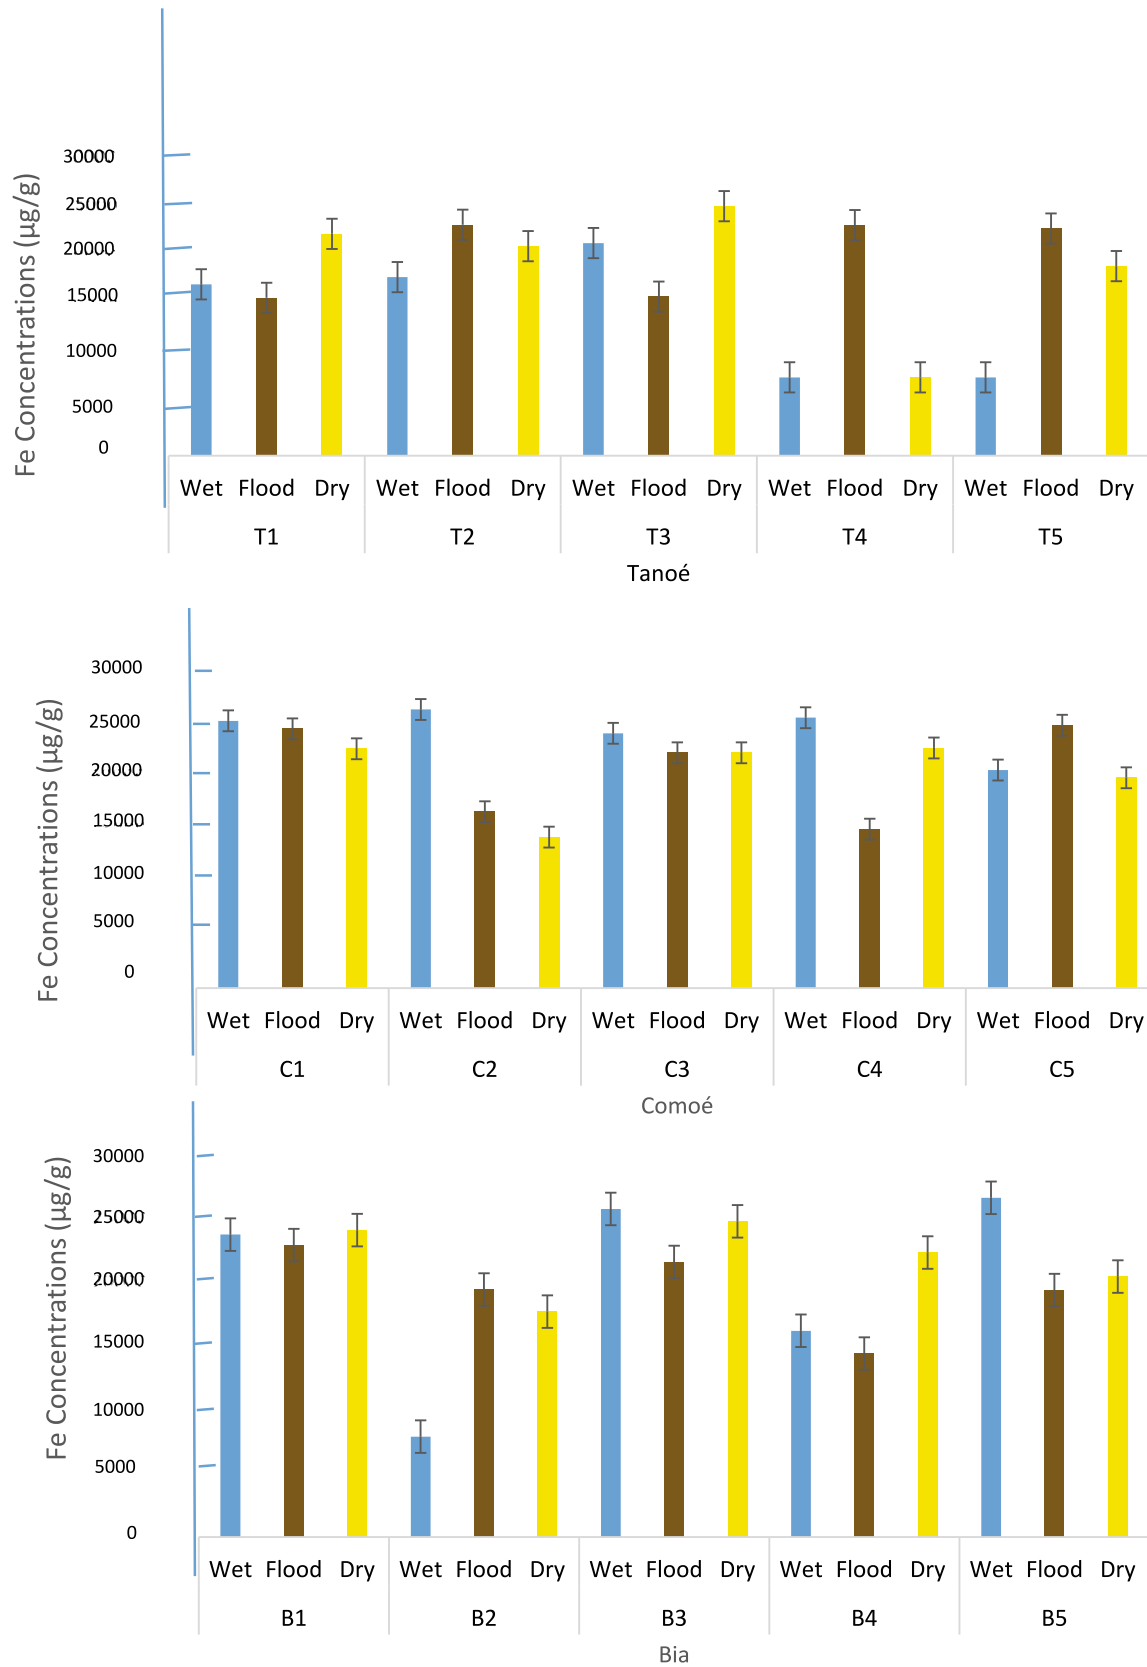 Fe Concentrations (µg/g)
30000
25000
20000
15000
10000
5000
0
Wet Flood Dry Wet Flood Dry Wet Flood Dry Wet Flood Dry Wet Flood Dry
T1 T2 T3 T4 T5
Tanoé
Fe Concentrations (µg/g)
30000
25000
20000
15000
10000
5000
0
Wet Flood Dry Wet Flood Dry Wet Flood Dry Wet Flood Dry Wet Flood Dry
C1 C2 C3 C4 C5
Comoé
Fe Concentrations (µg/g)
30000
25000
20000
15000
10000
5000
0
Wet Flood Dry Wet Flood Dry Wet Flood Dry Wet Flood Dry Wet Flood Dry
B1 B2 B3 B4 B5
Bia